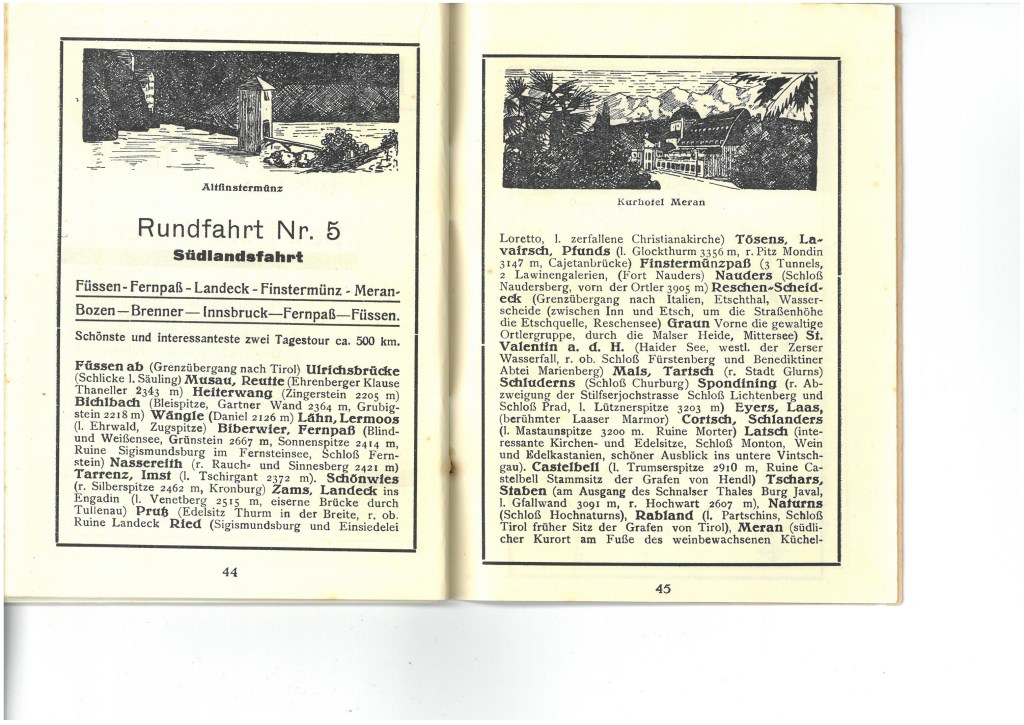 Altfinstermünz
Rundfahrt Nr. 5
Südlandsfahrt
Füssen - Fernpaß - Landeck - Finstermünz - Meran-
Bozen — Brenner — Innsbruck — Fernpaß — Füssen.
Schönste und interessanteste zwei Tagestour ca. 500 km.
Füssen ab (Grenzübergang nach Tirol) Ulrichsbrücke
(Schlicke l. Säuling) Musau, Reutte (Ehrenberger Klause
Thaneller 2343 m) Heiterwang (Zingerstein 2205 m)
Bichlbach (Bleispitze, Gartner Wand 2364 m, Grubig-
stein 2218 m) Wängle (Daniel 2126 m) Lähn, Lermoos
(l. Ehrwald, Zugspitze) Biberwier, Fernpaß (Blind-
und Weißensee, Grünstein 2667 m, Sonnenspitze 2414 m,
Ruine Sigismundsburg im Fernsteinsee, Schloß Fern-
stein) Nassereith (r. Rauch- und Sinnesberg 2421 m)
Tarrenz, Imst (l. Tschirgant 2372 m). Schönwies
(r. Silberspitze 2462 m, Kronburg) Zams, Landeck ins
Engadin (l. Venetberg 2515 m, eiserne Brücke durch
Tullenau) Pruß (Edelsitz Thurm in der Breite, r. ob.
Ruine Landeck Ried (Sigismundsburg und Einsiedelei
44
Kurhotel Meran
Loretto, l. zerfallene Christianakirche) Tösens, La-
vairsch, Pfunds (l. Glockthurm 3356 m, r. Pitz Mondin
3147 m, Cajetanbrücke) Finstermünzpaß (3 Tunnels,
2 Lawinengalerien, (Fort Nauders) Nauders (Schloß
Naudersberg, vorn der Ortler 3905 m) Reschen-Scheid-
eck (Grenzübergang nach Italien, Etschthal, Wasser-
scheide (zwischen Inn und Etsch, um die Straßenhöhe
die Etschquelle, Reschensee) Graun Vorne die gewaltige
Ortlergruppe, durch die Malser Heide, Mittersee) St.
Valentin a. d. H. (Haider See, westl. der Zerser
Wasserfall, r. ob. Schloß Fürstenberg und Benediktiner
Abtei Marienberg) Mals, Tartsch (r. Stadt Glurns)
Schluderns (Schloß Churburg) Spondining (r. Ab-
zweigung der Stilfserjochstrasse Schloß Lichtenberg und
Schloß Prad, l. Lütznerspitze 3203 m) Eyers, Laas,
(berühmter Laaser Marmor) Cortsch, Schlanders
(l. Mastaunspitze 3200 m. Ruine Morter) Latsch (inte-
ressante Kirchen- und Edelsitze, Schloß Monton, Wein
und Edelkastanien, schöner Ausblick ins untere Vintsch-
gau). Castelbell (l. Trumserspitze 2910 m, Ruine Ca-
stelbell Stammsitz der Grafen von Hendl) Tschars,
Staben (am Ausgang des Schnalser Thales Burg Javal,
l. Gfallwand 3091 m, r. Hochwart 2607 m), Naturns
(Schloß Hochnaturns), Rabland (l. Partschins, Schloß
Tirol früher Sitz der Grafen von Tirol), Meran (südli-
cher Kurort am Fuße des weinbewachsenen Küchel-
45